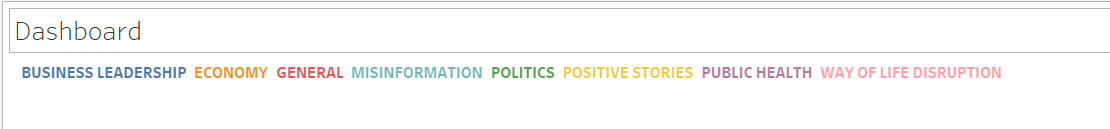 Dashboard
BUSINESS LEADERSHIP ECONOMY GENERAL MISINFORMATION POLITICS POSITIVE STORIES PUBLIC HEALTH WAY OF LIFE DISRUPTION